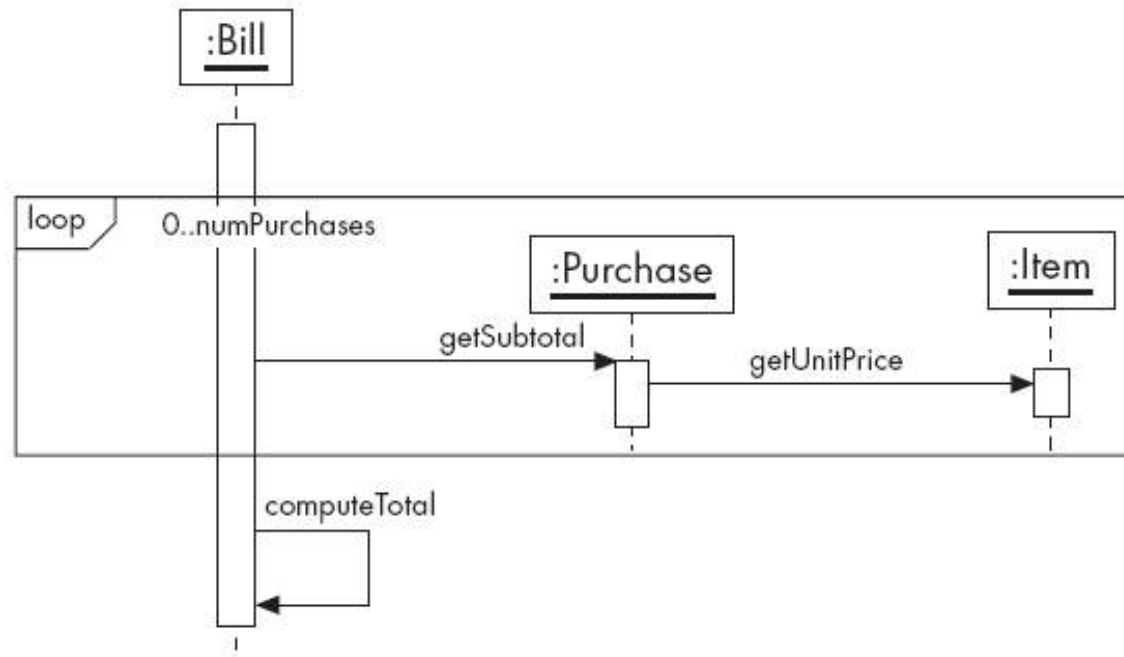 :Bill
loop
0..numPurchases
:Purchase
:Item
getSubtotal
getUnitPrice
computeTotal